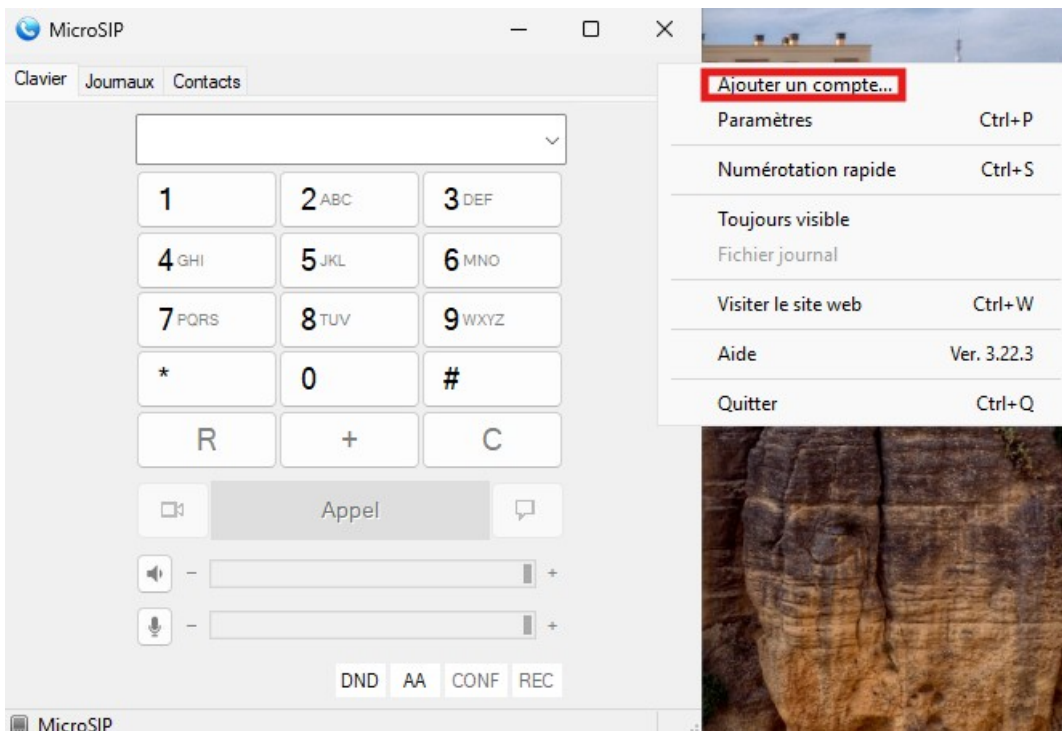 MicroSIP
Clavier Journaux Contacts
1 2 ABC 3 DEF
4 GHI 5 JKL 6 MNO
7 PQRS 8 TUV 9 WXYZ
* 0 #
R + C
Appel
- +
- +
DND AA CONF REC
MicroSIP
Ajouter un compte...
Paramètres Ctrl+P
Numérotation rapide Ctrl+S
Toujours visible
Fichier journal
Visiter le site web Ctrl+W
Aide Ver. 3.22.3
Quitter Ctrl+Q